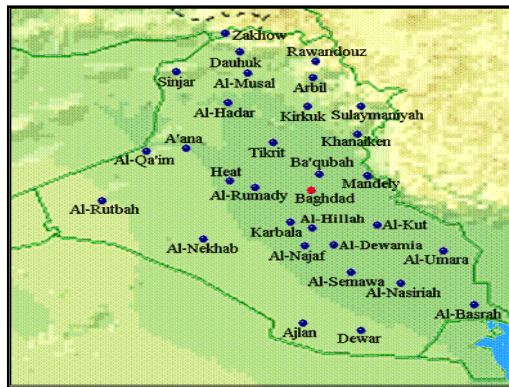 Zakhow
Dauhuk
Rawandouz
Sinjar
Al-Musal
Arbil
Al-Hadar
Kirkuk
Sulaymaniyah
A'ana
Tikrit
Khanaiken
Al-Qa'im
Ba'qubah
Heat
Mandely
Al-Rumady
Baghdad
Al-Rutbah
Al-Hillah
Al-Kut
Karbala
Al-Nekhab
Al-Najaf
Al-Dewamia
Al-Umara
Al-Semawa
Al-Nasiriah
Al-Basrah
Ajlan
Dewar